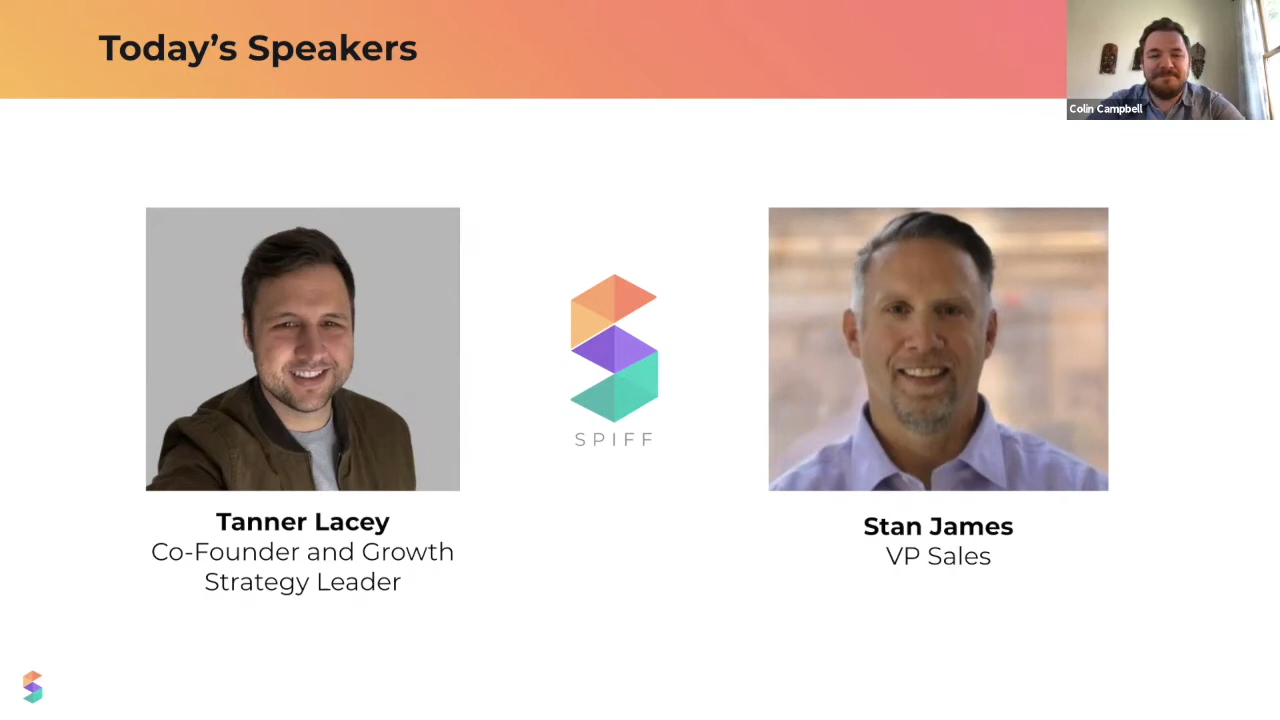 Today’s Speakers
Colin Campbell
SPIFF
Tanner Lacey
Co-Founder and Growth
Strategy Leader
Stan James
VP Sales